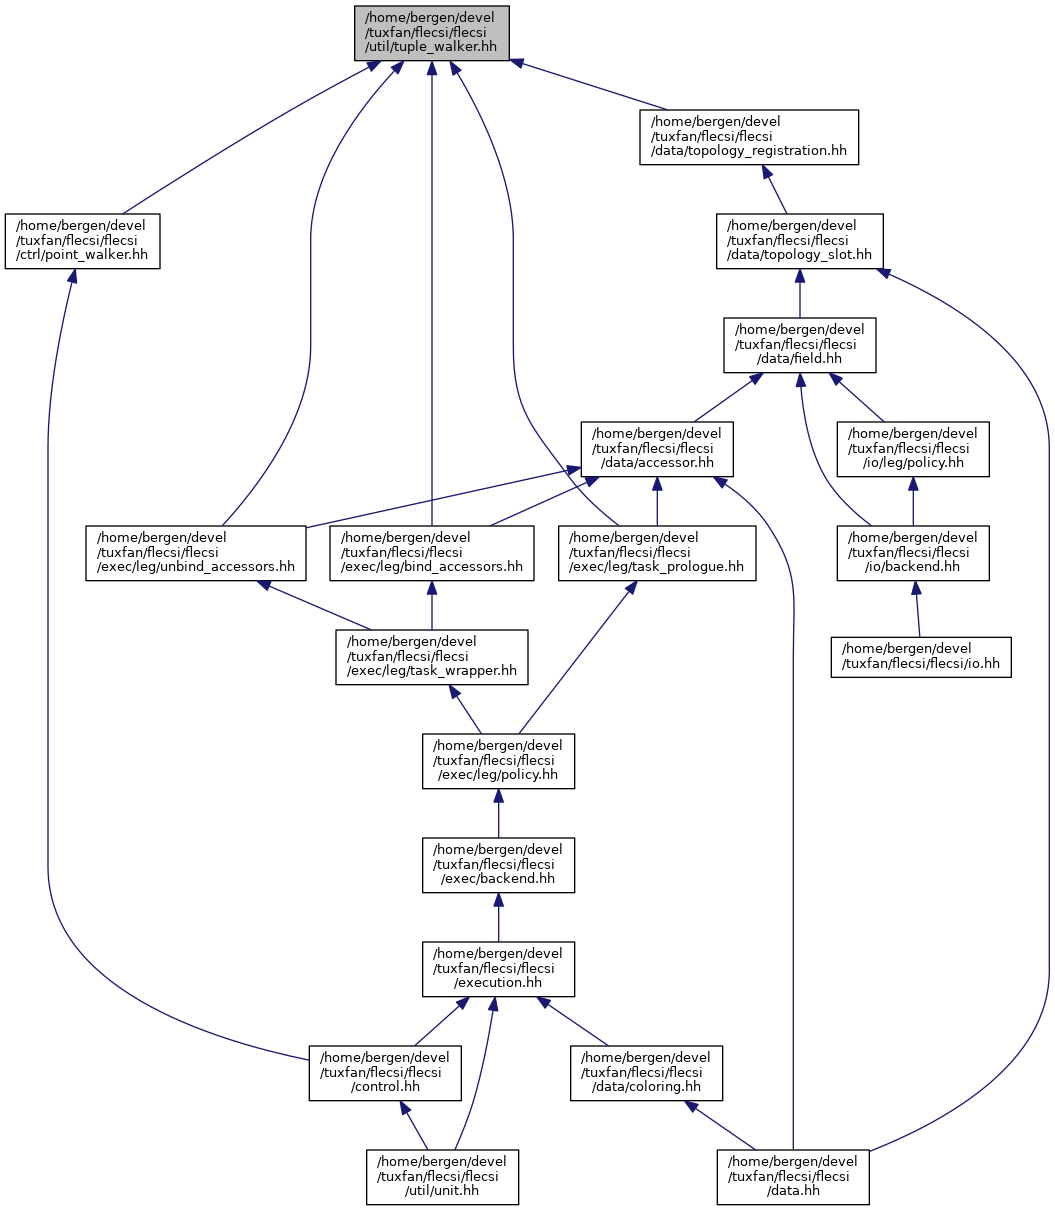 /home/bergen/devel
/tuxfan/flecsi/flecsi
/util/tuple_walker.hh
/home/bergen/devel
/tuxfan/flecsi/flecsi
/data/topology_registration.hh
/home/bergen/devel
/tuxfan/flecsi/flecsi
/ctrl/point_walker.hh
/home/bergen/devel
/tuxfan/flecsi/flecsi
/data/topology_slot.hh
/home/bergen/devel
/tuxfan/flecsi/flecsi
/data/field.hh
/home/bergen/devel
/tuxfan/flecsi/flecsi
/data/accessor.hh
/home/bergen/devel
/tuxfan/flecsi/flecsi
/io/leg/policy.hh
/home/bergen/devel
/tuxfan/flecsi/flecsi
/exec/leg/unbind_accessors.hh
/home/bergen/devel
/tuxfan/flecsi/flecsi
/exec/leg/bind_accessors.hh
/home/bergen/devel
/tuxfan/flecsi/flecsi
/exec/leg/task_prologue.hh
/home/bergen/devel
/tuxfan/flecsi/flecsi
/io/backend.hh
/home/bergen/devel
/tuxfan/flecsi/flecsi
/exec/leg/task_wrapper.hh
/home/bergen/devel
/tuxfan/flecsi/flecsi/io.hh
/home/bergen/devel
/tuxfan/flecsi/flecsi
/exec/leg/policy.hh
/home/bergen/devel
/tuxfan/flecsi/flecsi
/exec/backend.hh
/home/bergen/devel
/tuxfan/flecsi/flecsi
/execution.hh
/home/bergen/devel
/tuxfan/flecsi/flecsi
/control.hh
/home/bergen/devel
/tuxfan/flecsi/flecsi
/data/coloring.hh
/home/bergen/devel
/tuxfan/flecsi/flecsi
/util/unit.hh
/home/bergen/devel
/tuxfan/flecsi/flecsi
/data.hh